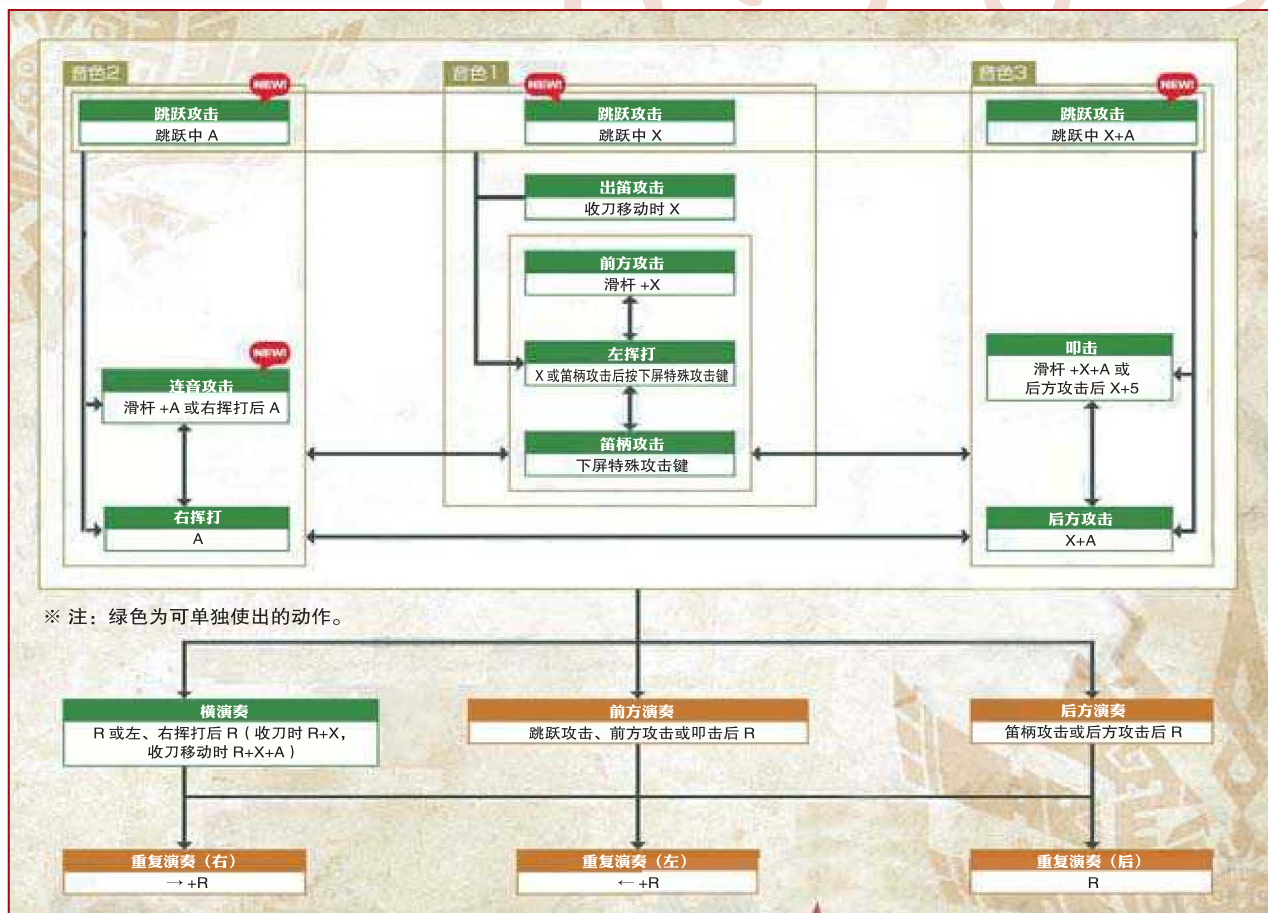 音色2
音色1
音色3
NEW!
NEW!
NEW!
跳跃攻击
跳跃中 A
跳跃攻击
跳跃中 X
跳跃攻击
跳跃中 X+A
出笛攻击
收刀移动时 X
前方攻击
滑杆 +X
左挥打
X 或笛柄攻击后按下屏特殊攻击键
笛柄攻击
下屏特殊攻击键
NEW!
连音攻击
滑杆 +A 或右挥打后 A
右挥打
A
叩击
滑杆 +X+A 或
后方攻击后 X+5
后方攻击
X+A
※ 注：绿色为可单独使出的动作。
横演奏
R 或左、右挥打后 R（收刀时 R+X，
收刀移动时 R+X+A）
前方演奏
跳跃攻击、前方攻击或叩击后 R
后方演奏
笛柄攻击或后方攻击后 R
重复演奏（右）
→ +R
重复演奏（左）
← +R
重复演奏（后）
R